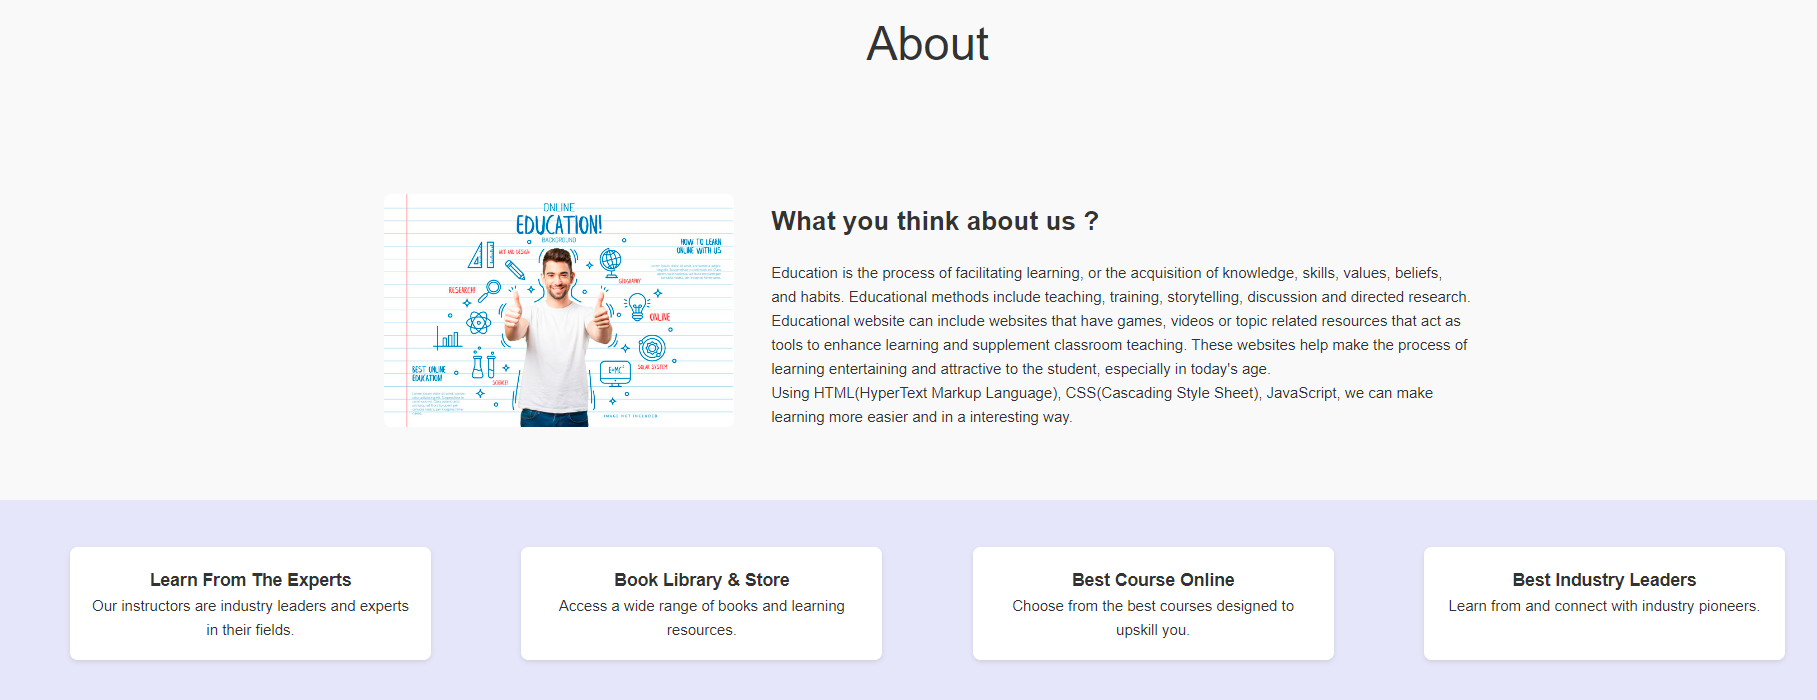 About
ONLINE
EDUCATION!
BACKGROUND
HOW TO LEARN
ONLINE WITH US
ART AND DESIGN
GEOGRAPHY
RESEARCH!
ONLINE
SOLAR SYSTEM
BEST ONLINE
EDUCATION!
SCIENCE!
E=MC²
IMAGE NOT INCLUDED
What you think about us ?
Education is the process of facilitating learning, or the acquisition of knowledge, skills, values, beliefs,
and habits. Educational methods include teaching, training, storytelling, discussion and directed research.
Educational website can include websites that have games, videos or topic related resources that act as
tools to enhance learning and supplement classroom teaching. These websites help make the process of
learning entertaining and attractive to the student, especially in today's age.
Using HTML(HyperText Markup Language), CSS(Cascading Style Sheet), JavaScript, we can make
learning more easier and in a interesting way.
Learn From The Experts
Our instructors are industry leaders and experts
in their fields.
Book Library & Store
Access a wide range of books and learning
resources.
Best Course Online
Choose from the best courses designed to
upskill you.
Best Industry Leaders
Learn from and connect with industry pioneers.